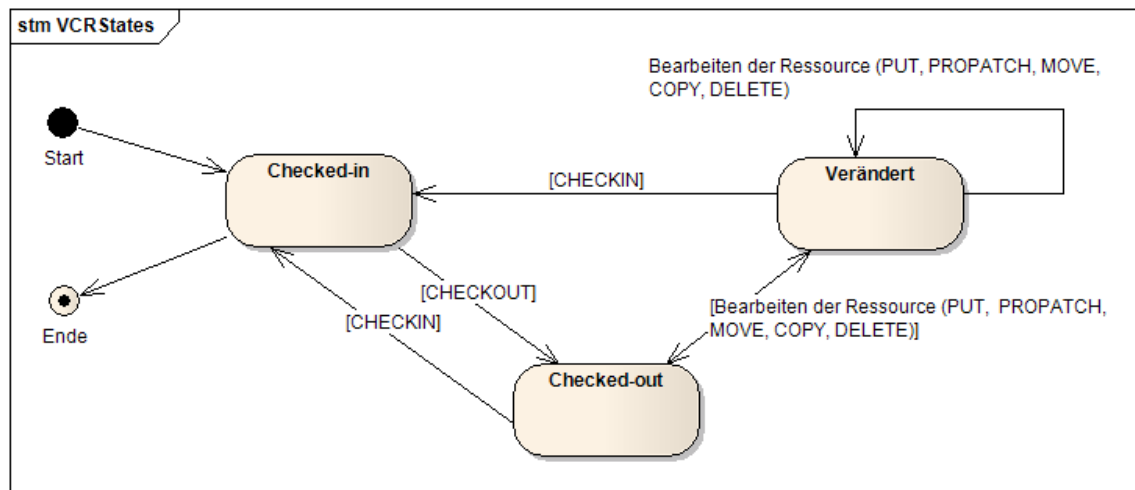 stm VCRStates
Bearbeiten der Ressource (PUT, PROPATCH, MOVE,
COPY, DELETE)
Start
Checked-in
[CHECKIN]
Verändert
[CHECKOUT]
[Bearbeiten der Ressource (PUT,  PROPATCH,
MOVE, COPY, DELETE)]
[CHECKIN]
Ende
Checked-out